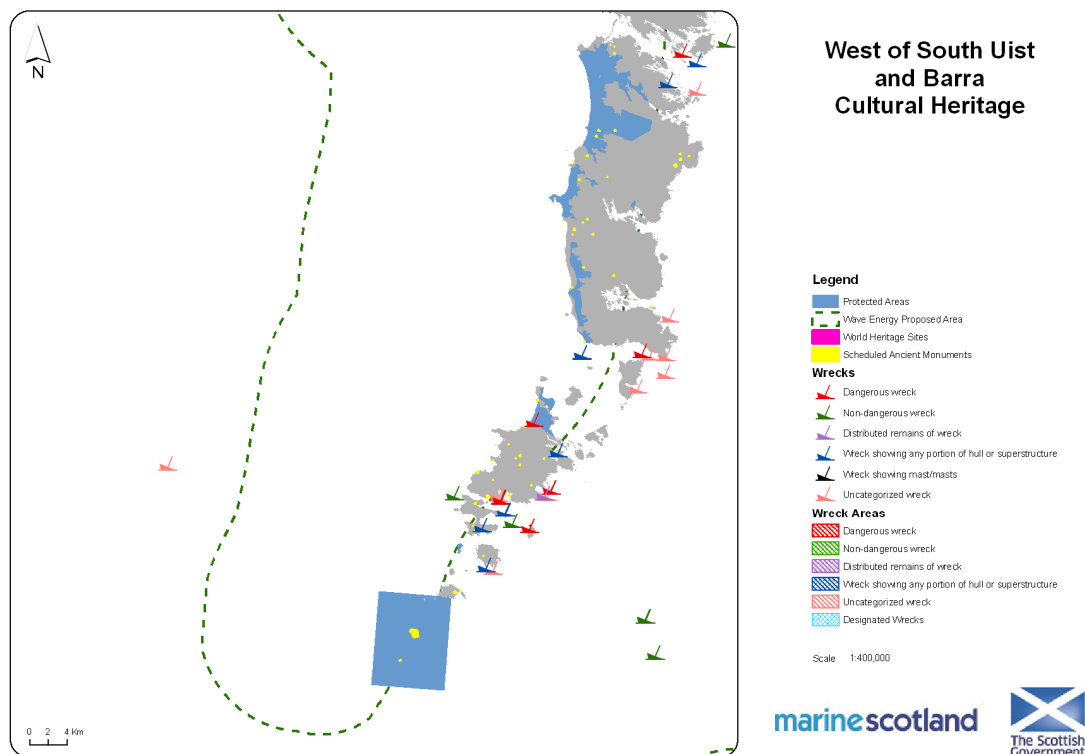 N
West of South Uist
and Barra
Cultural Heritage
Legend
Protected Areas
Wave Energy Proposed Area
World Heritage Sites
Scheduled Ancient Monuments
Wrecks
Dangerous wreck
Non-dangerous wreck
Distributed remains of wreck
Wreck showing any portion of hull or superstructure
Wreck showing mast/masts
Uncategorized wreck
Wreck Areas
Dangerous wreck
Non-dangerous wreck
Distributed remains of wreck
Wreck showing any portion of hull or superstructure
Uncategorized wreck
Designated Wrecks
Scale 1:400,000
0 2 4 Km
marinescotland
The Scottish
Government